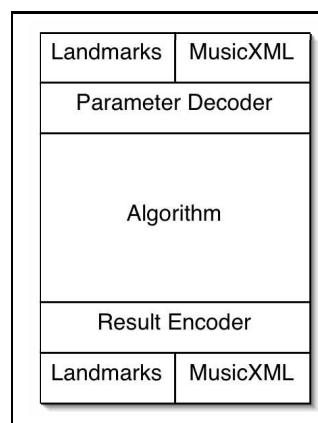 Landmarks MusicXML
Parameter Decoder
Algorithm
Result Encoder
Landmarks MusicXML